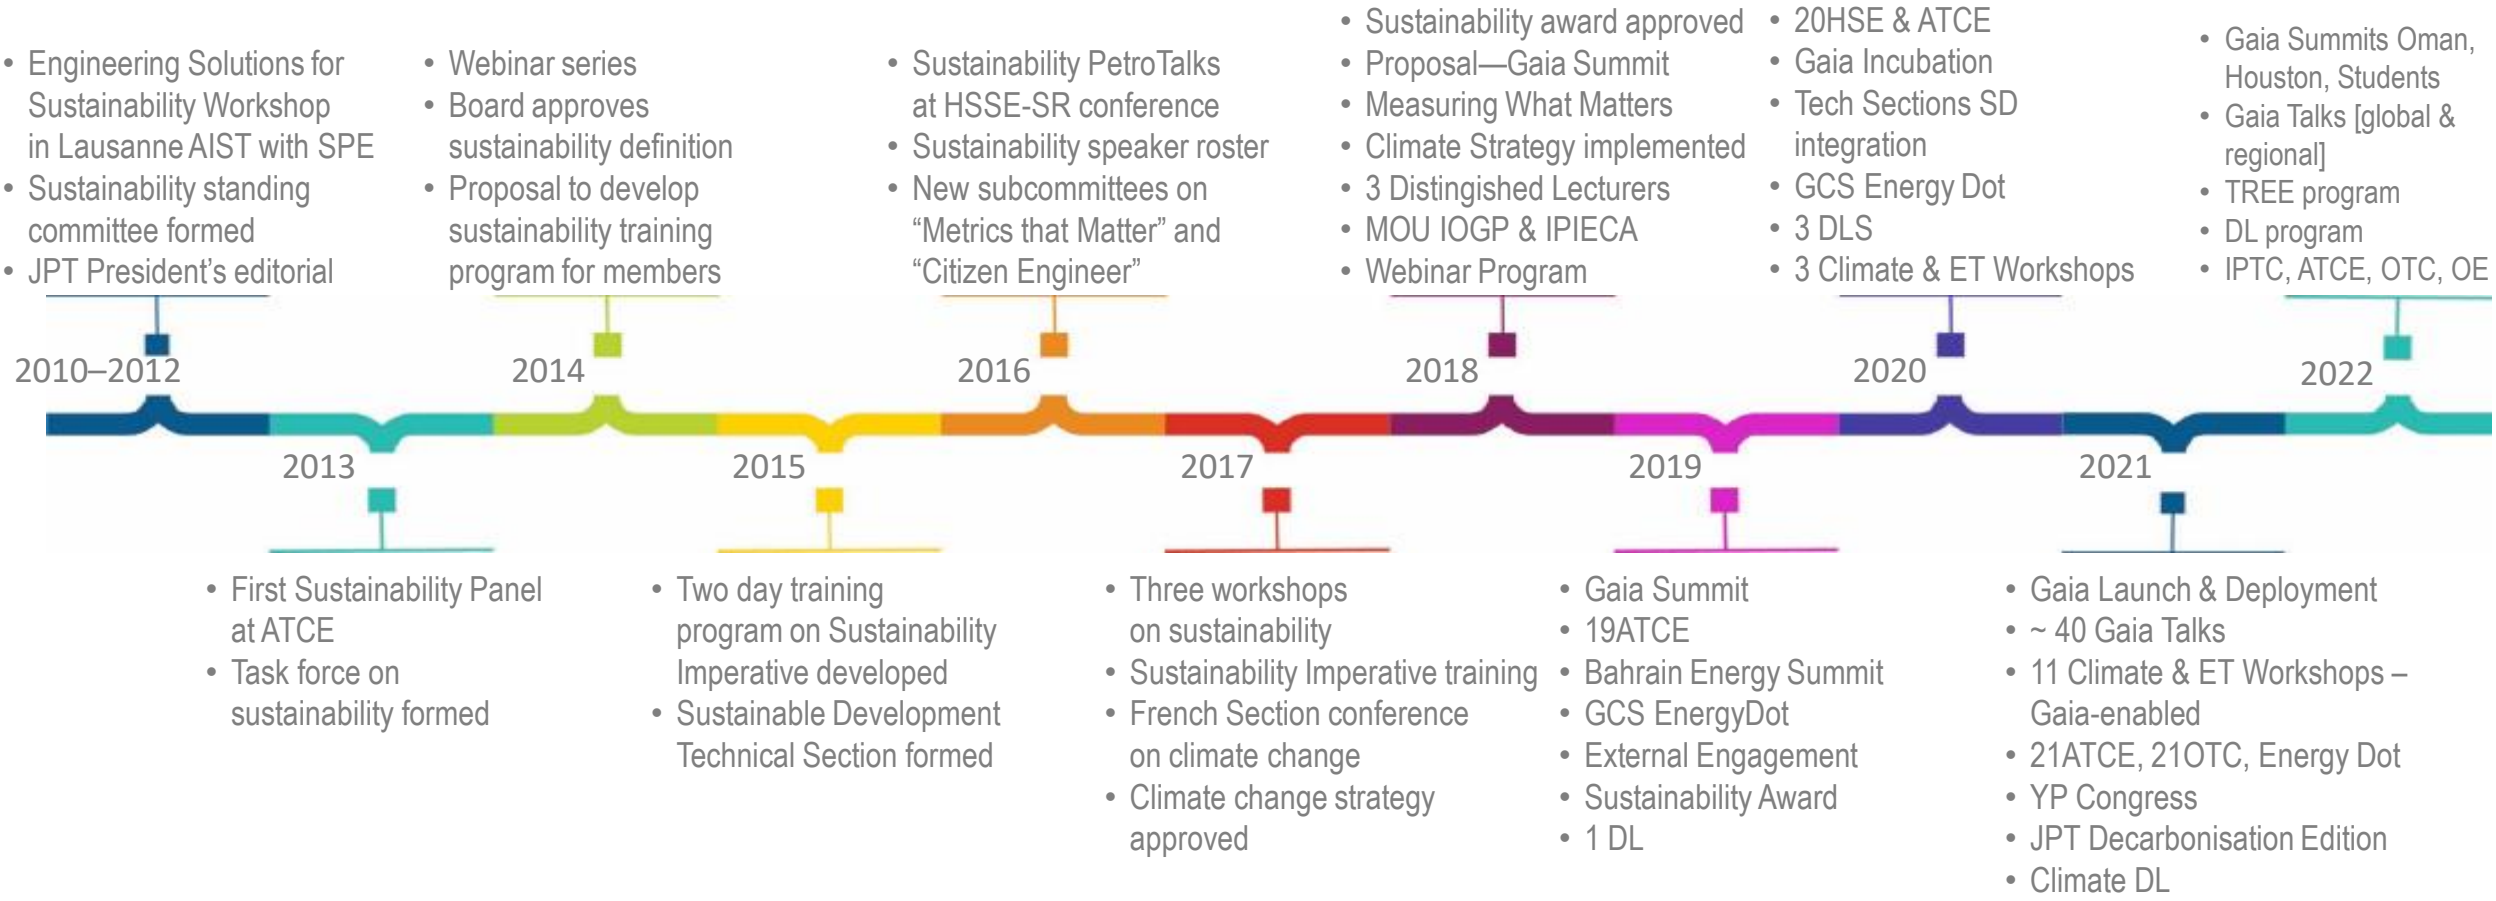 • Engineering Solutions for
Sustainability Workshop
in Lausanne AIST with SPE
• Sustainability standing
committee formed
• JPT President’s editorial
2010–2012
• First Sustainability Panel
at ATCE
• Task force on
sustainability formed
2013
• Webinar series
• Board approves
sustainability definition
• Proposal to develop
sustainability training
program for members
2014
2015
• Two day training
program on Sustainability
Imperative developed
• Sustainable Development
Technical Section formed
• Sustainability PetroTalks
at HSSE-SR conference
• Sustainability speaker roster
• New subcommittees on
“Metrics that Matter” and
“Citizen Engineer”
2016
2017
• Three workshops
on sustainability
• Sustainability Imperative training
• French Section conference
on climate change
• Climate change strategy
approved
• Sustainability award approved
• Proposal—Gaia Summit
• Measuring What Matters
• Climate Strategy implemented
• 3 Distingished Lecturers
• MOU IOGP & IPIECA
• Webinar Program
2018
2019
• Gaia Summit
• 19ATCE
• Bahrain Energy Summit
• GCS EnergyDot
• External Engagement
• Sustainability Award
• 1 DL
• 20HSE & ATCE
• Gaia Incubation
• Tech Sections SD
integration
• GCS Energy Dot
• 3 DLS
• 3 Climate & ET Workshops
2020
2021
• Gaia Launch & Deployment
• ~ 40 Gaia Talks
• 11 Climate & ET Workshops –
Gaia-enabled
• 21ATCE, 21OTC, Energy Dot
• YP Congress
• JPT Decarbonisation Edition
• Climate DL
• Gaia Summits Oman,
Houston, Students
• Gaia Talks [global &
regional]
• TREE program
• DL program
• IPTC, ATCE, OTC, OE
2022